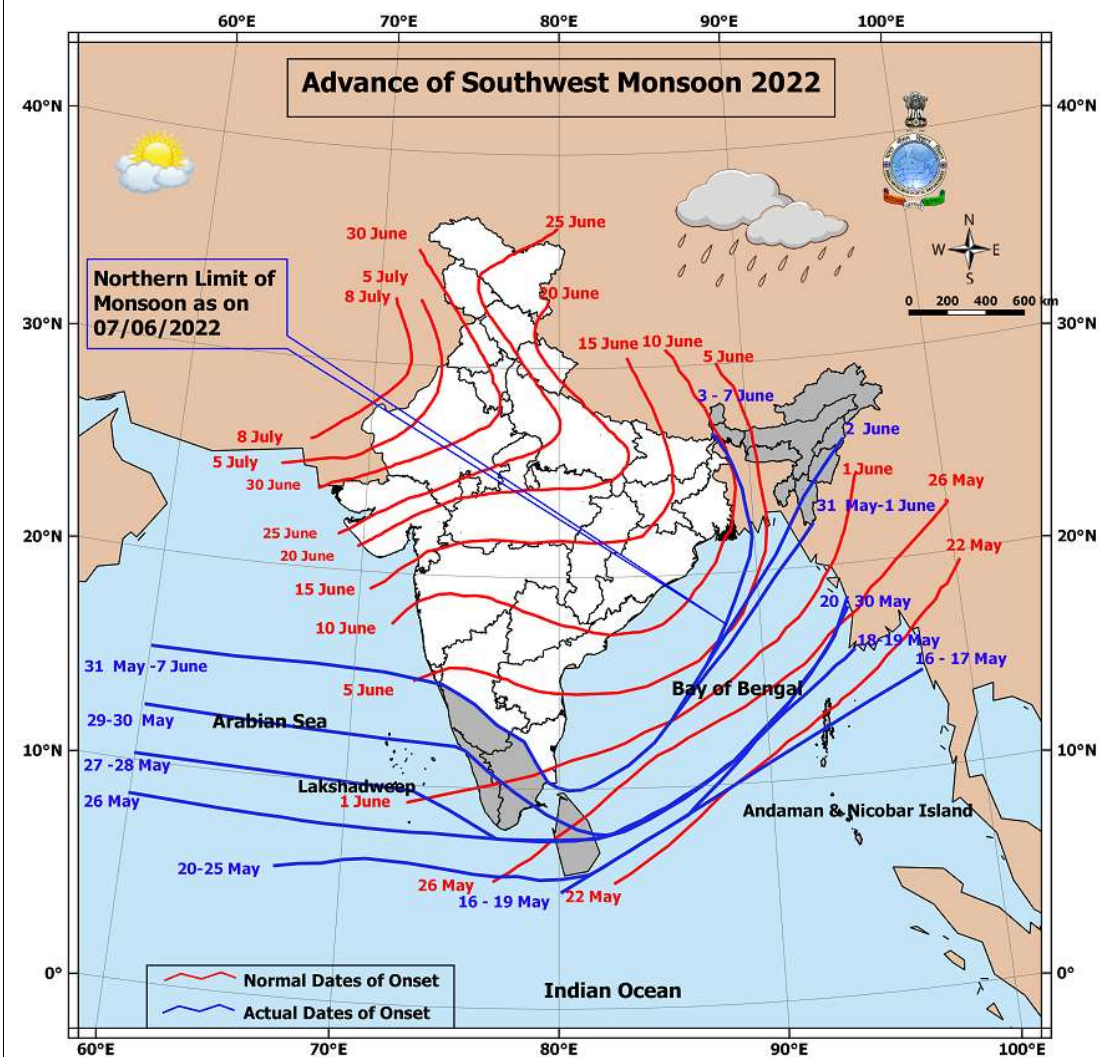 60°E 70°E 80°E 90°E 100°E
Advance of Southwest Monsoon 2022
40°N 40°N
N
W E
S
25 June
30 June
5 July
8 July
20 June
Northern Limit of
Monsoon as on
07/06/2022
0 200 400 600 km
30°N 30°N
15 June
10 June
5 June
3 - 7 June
2 June
8 July
5 July
30 June
1 June
26 May
31 May-1 June
25 June
20°N 20°N
20 June
22 May
15 June
20 - 30 May
10 June
18-19 May
16 - 17 May
31 May -7 June
5 June
Bay of Bengal
29-30 May
Arabian Sea
10°N 10°N
27 -28 May
Lakshadweep
26 May
1 June
Andaman & Nicobar Island
20-25 May
26 May
16 - 19 May
22 May
0° 0°
Normal Dates of Onset
Indian Ocean
Actual Dates of Onset
60°E 70°E 80°E 90°E 100°E